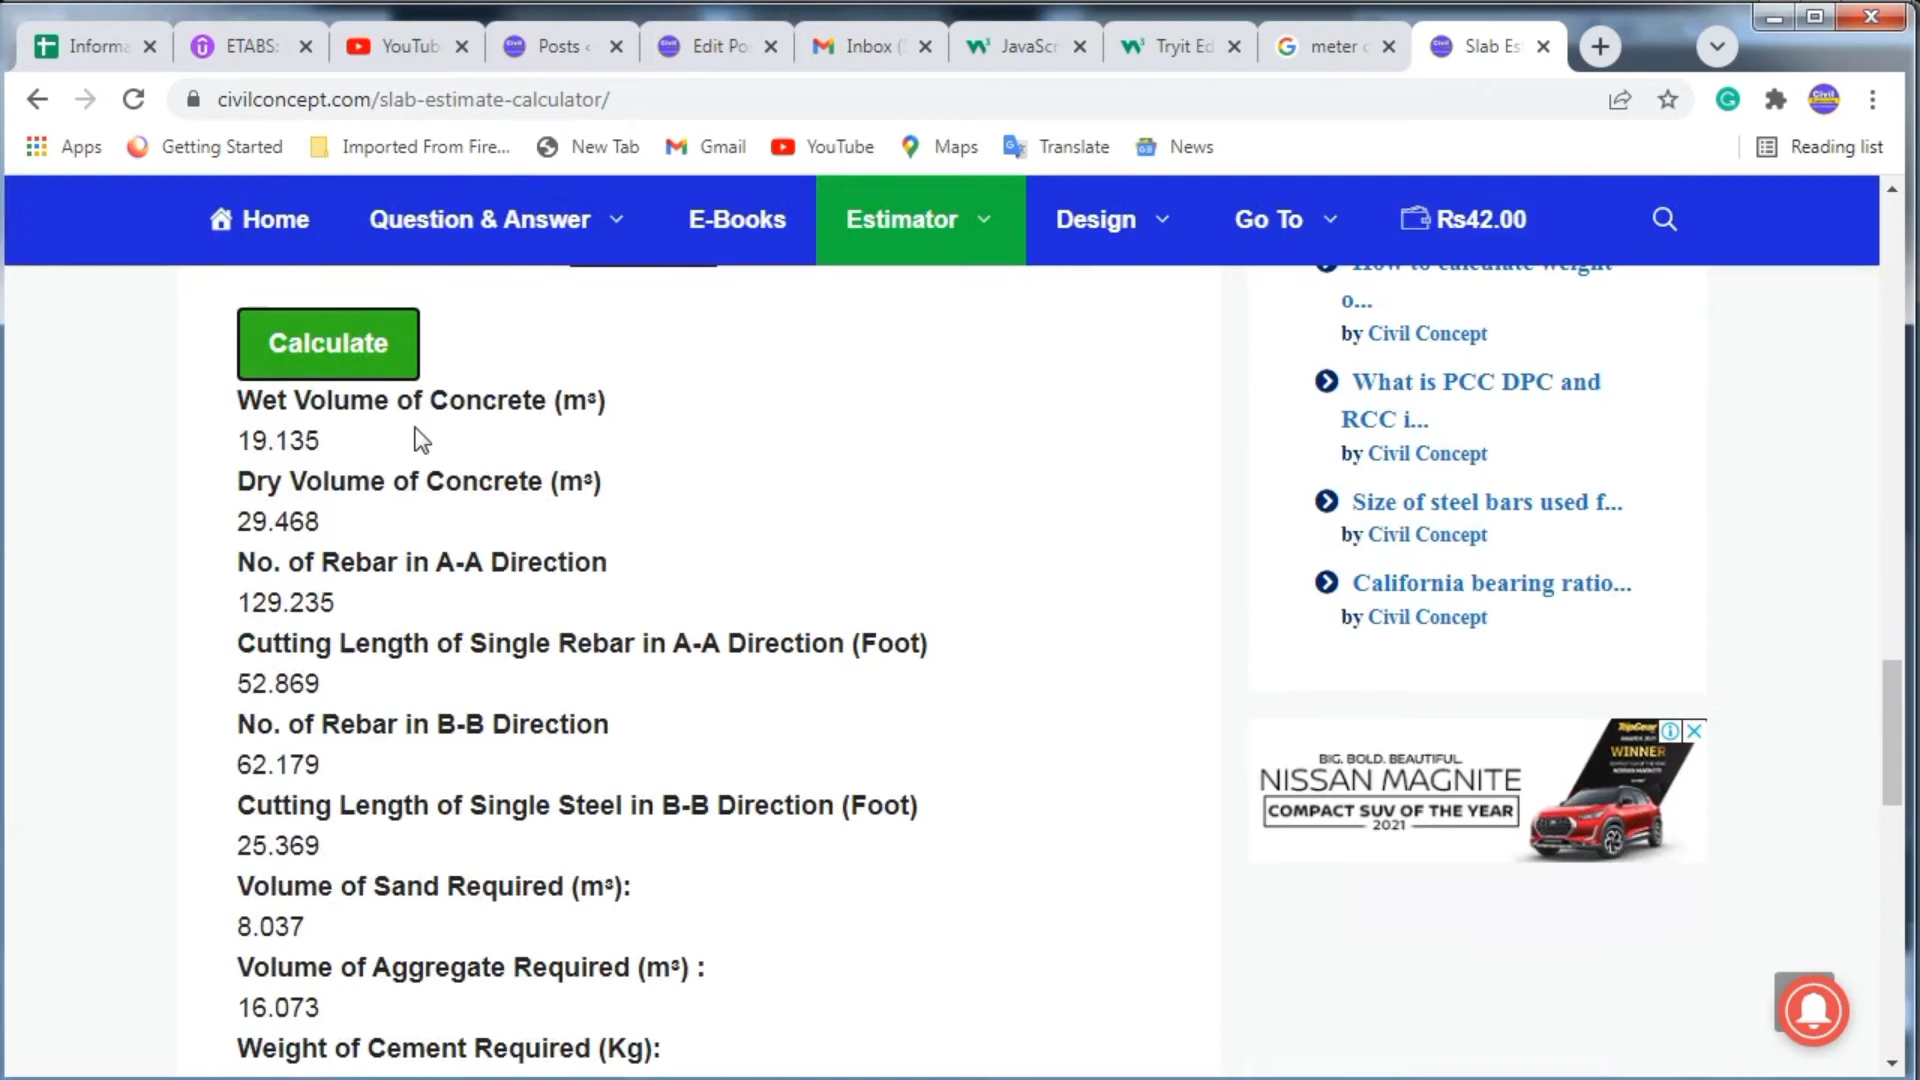 Informa
ETABS:
YouTub
Posts ‹
Edit Po
Inbox (
JavaScr
Tryit Ed
meter c
Slab Es
civilconcept.com/slab-estimate-calculator/
Apps
Getting Started
Imported From Fire...
New Tab
Gmail
YouTube
Maps
Translate
News
Reading list
Home
Question & Answer
E-Books
Estimator
Design
Go To
₨42.00
Calculate
Wet Volume of Concrete (m³)
19.135
Dry Volume of Concrete (m³)
29.468
No. of Rebar in A-A Direction
129.235
Cutting Length of Single Rebar in A-A Direction (Foot)
52.869
No. of Rebar in B-B Direction
62.179
Cutting Length of Single Steel in B-B Direction (Foot)
25.369
Volume of Sand Required (m³):
8.037
Volume of Aggregate Required (m³) :
16.073
Weight of Cement Required (Kg):
How to calculate weight
o...
by Civil Concept
What is PCC DPC and
RCC i...
by Civil Concept
Size of steel bars used f...
by Civil Concept
California bearing ratio...
by Civil Concept
TopGear
WINNER
BIG. BOLD. BEAUTIFUL.
NISSAN MAGNITE
COMPACT SUV OF THE YEAR
2021